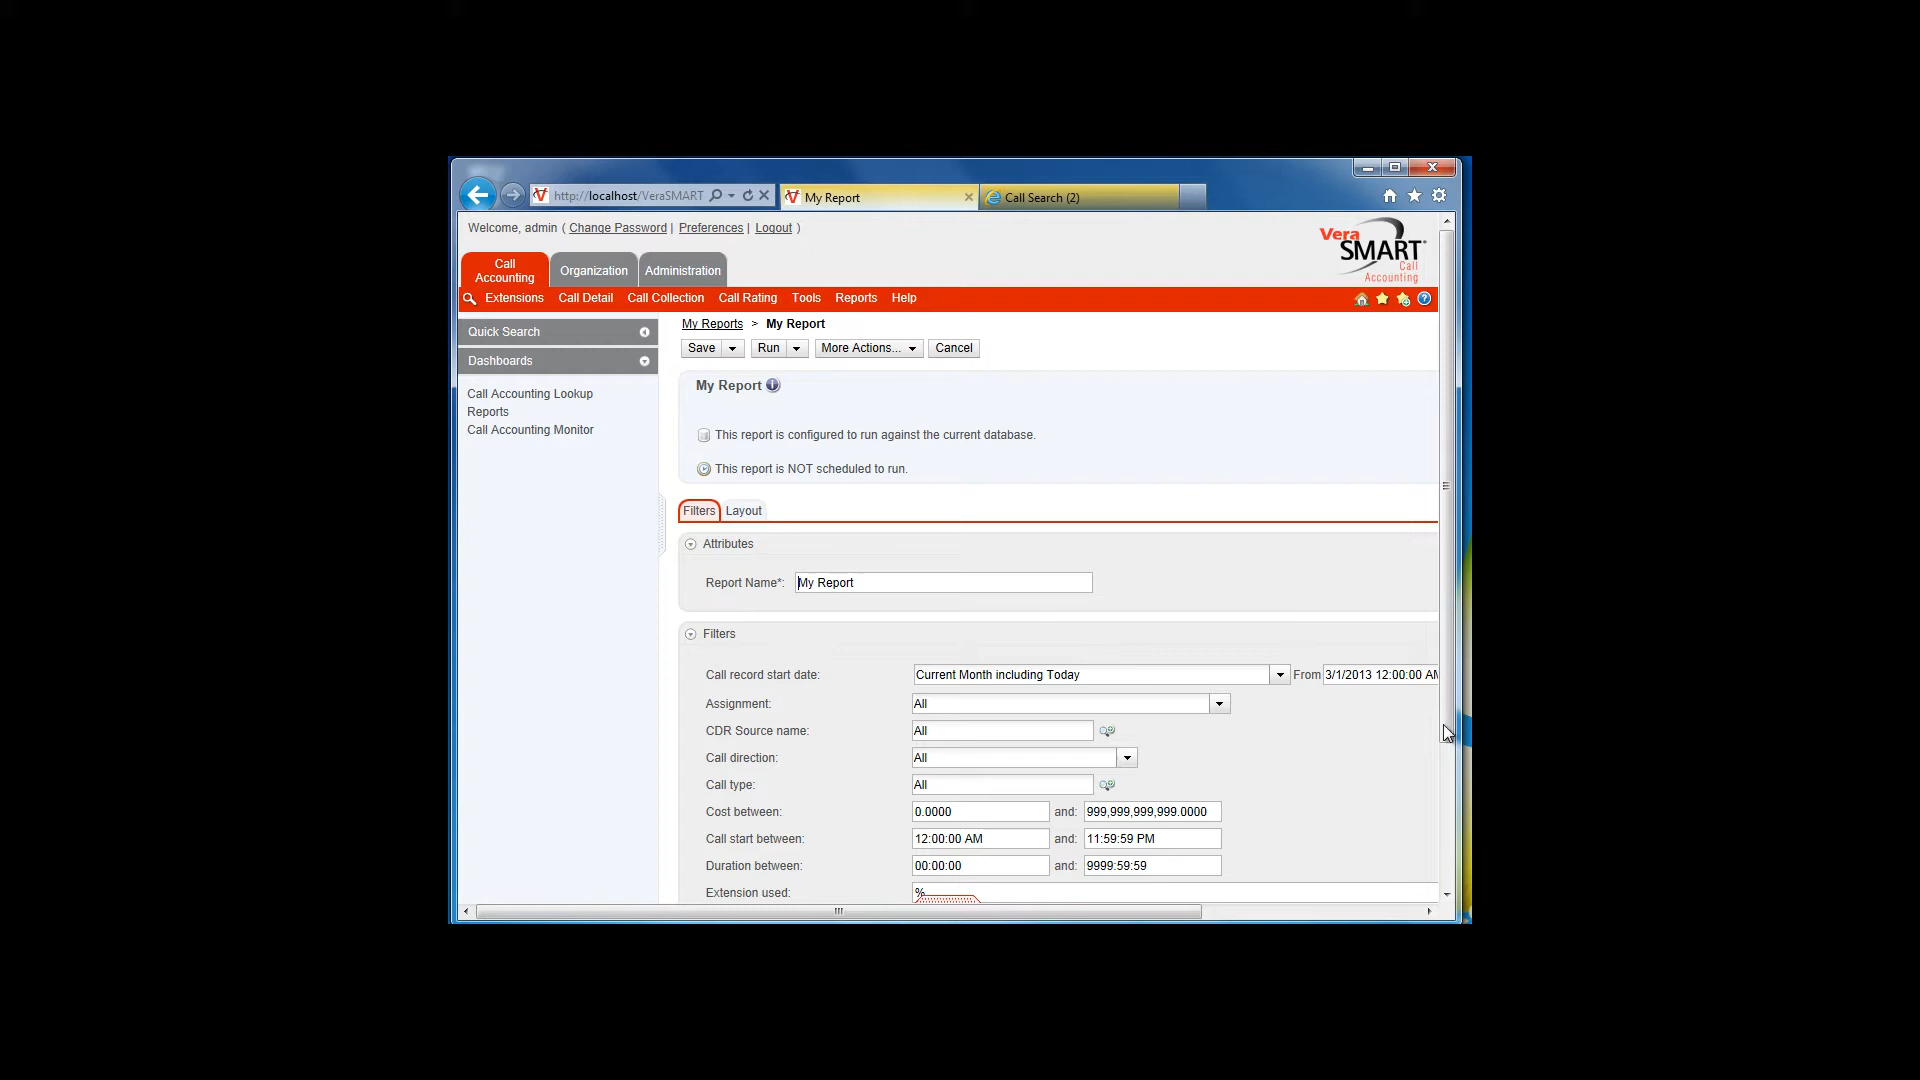 http://localhost/VeraSMART My Report Call Search (2)
Welcome, admin ( Change Password | Preferences | Logout )
Vera
SMART
Call
Accounting
Call
Accounting
Organization
Administration
Extensions Call Detail Call Collection Call Rating Tools Reports Help
Quick Search
Dashboards
Call Accounting Lookup
Reports
Call Accounting Monitor
My Reports > My Report
Save Run More Actions... Cancel
My Report
This report is configured to run against the current database.
This report is NOT scheduled to run.
Filters Layout
Attributes
Report Name*: My Report
Filters
Call record start date: Current Month including Today From 3/1/2013 12:00:00 AM
Assignment: All
CDR Source name: All
Call direction: All
Call type: All
Cost between: 0.0000 and: 999,999,999,999.0000
Call start between: 12:00:00 AM and: 11:59:59 PM
Duration between: 00:00:00 and: 9999:59:59
Extension used: %